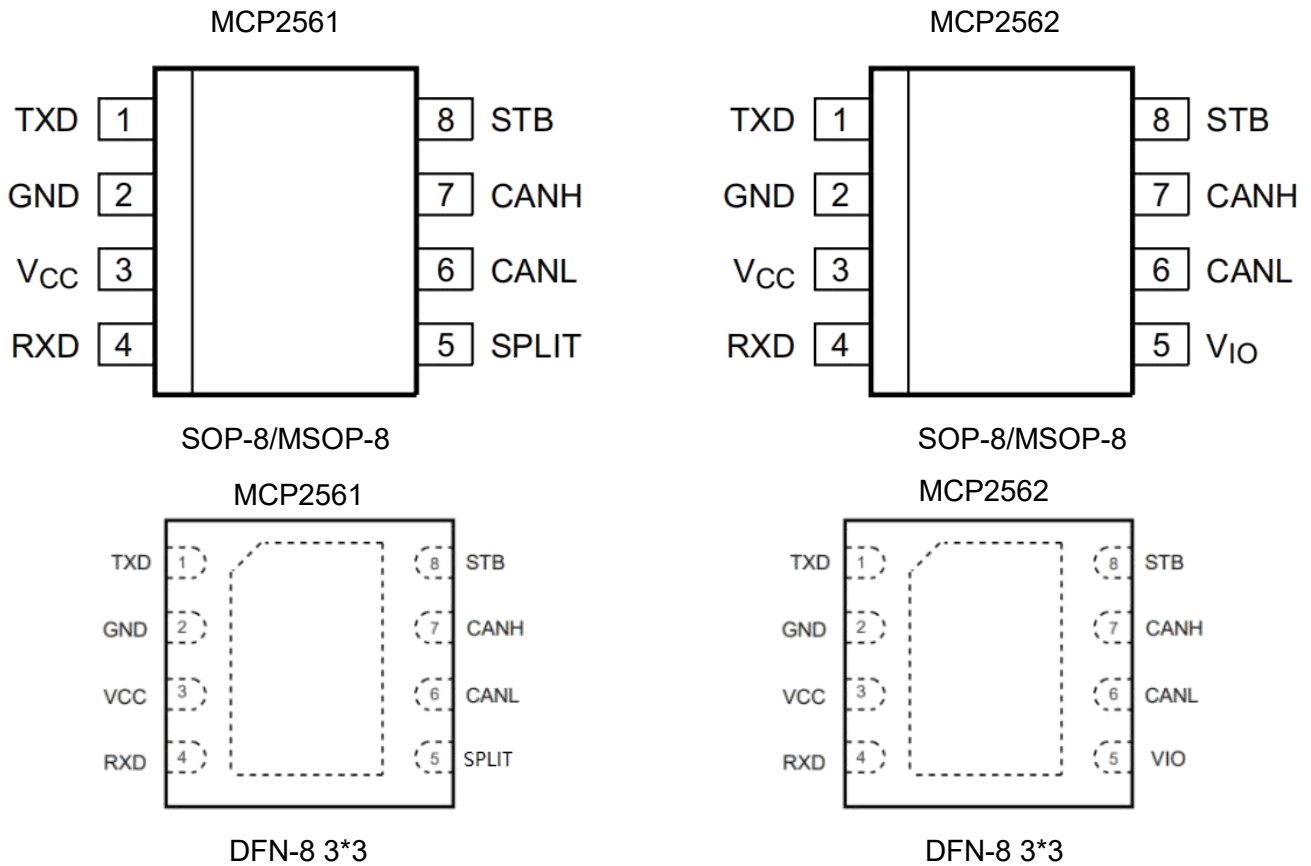 MCP2561 MCP2562
TXD 1 8 STB TXD 1 8 STB
GND 2 7 CANH GND 2 7 CANH
VCC 3 6 CANL VCC 3 6 CANL
RXD 4 5 SPLIT RXD 4 5 VIO
SOP-8/MSOP-8 SOP-8/MSOP-8
MCP2561 MCP2562
TXD 1 8 STB TXD 1 8 STB
GND 2 7 CANH GND 2 7 CANH
VCC 3 6 CANL VCC 3 6 CANL
RXD 4 5 SPLIT RXD 4 5 VIO
DFN-8 3*3 DFN-8 3*3